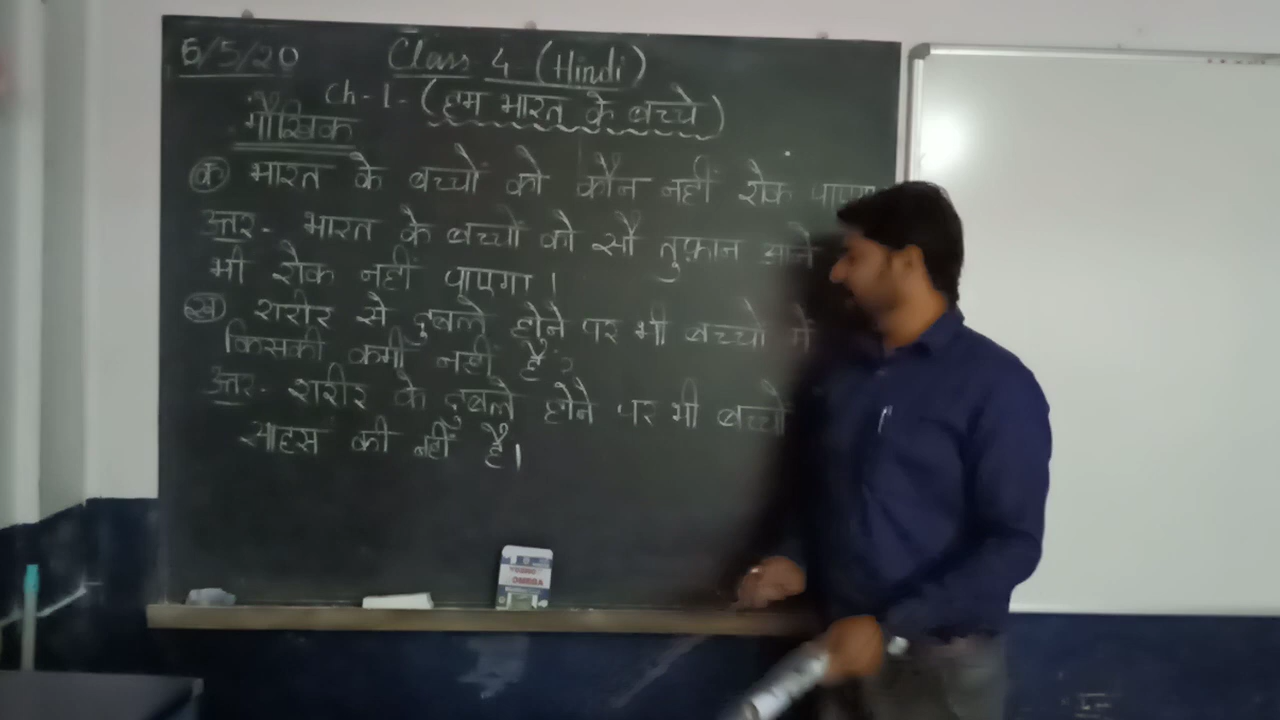 6/5/20 Class 4 (Hindi)
Ch-1-(हम भारत के बच्चे)
मौखिक
क भारत के बच्चों को कौन नहीं रोक पाएगा
उत्तर- भारत के बच्चों को सौ तुफ़ान आने
भी रोक नहीं पाएगा।
ख शरीर से दुबले होने पर भी बच्चों में
किसकी कमी नहीं है?
उत्तर- शरीर के दुबले होने पर भी बच्चों
साहस की नहीं है।
OMEGA